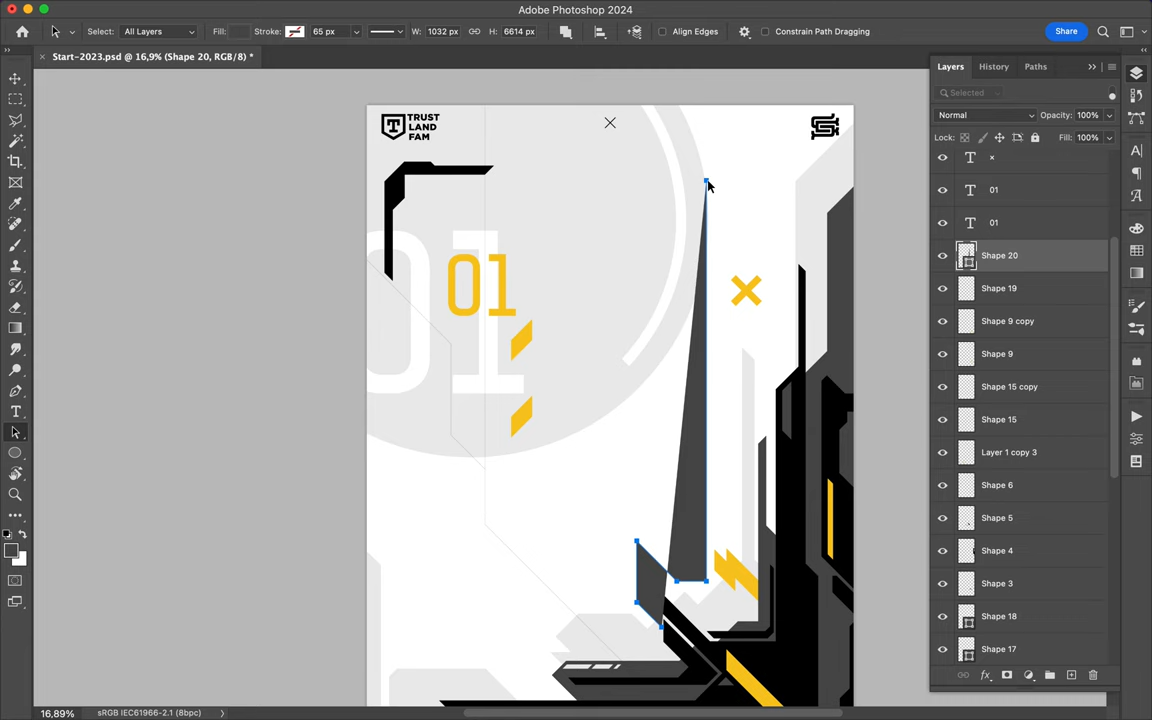 Adobe Photoshop 2024
Select: All Layers Fill: Stroke: 65 px W: 1032 px H: 6614 px Align Edges Constrain Path Dragging Share
Start-2023.psd @ 16,9% (Shape 20, RGB/8) *
Layers History Paths
Selected
Normal Opacity: 100%
Lock: Fill: 100%
×
01
01
Shape 20
Shape 19
Shape 9 copy
Shape 9
Shape 15 copy
Shape 15
Layer 1 copy 3
Shape 6
Shape 5
Shape 4
Shape 3
Shape 18
Shape 17
TRUST
LAND
FAM
01
01
16,89% sRGB IEC61966-2.1 (8bpc)